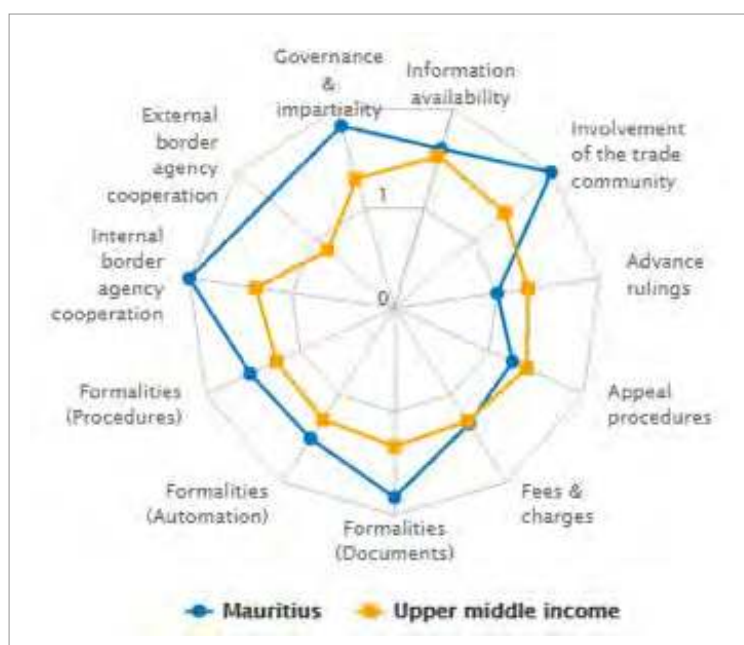 Governance
&
impartiality
Information
availability
Involvement
of the trade
community
Advance
rulings
Appeal
procedures
Fees &
charges
Formalities
(Documents)
Formalities
(Automation)
Formalities
(Procedures)
Internal
border
agency
cooperation
External
border
agency
cooperation
1
0
Mauritius
Upper middle income